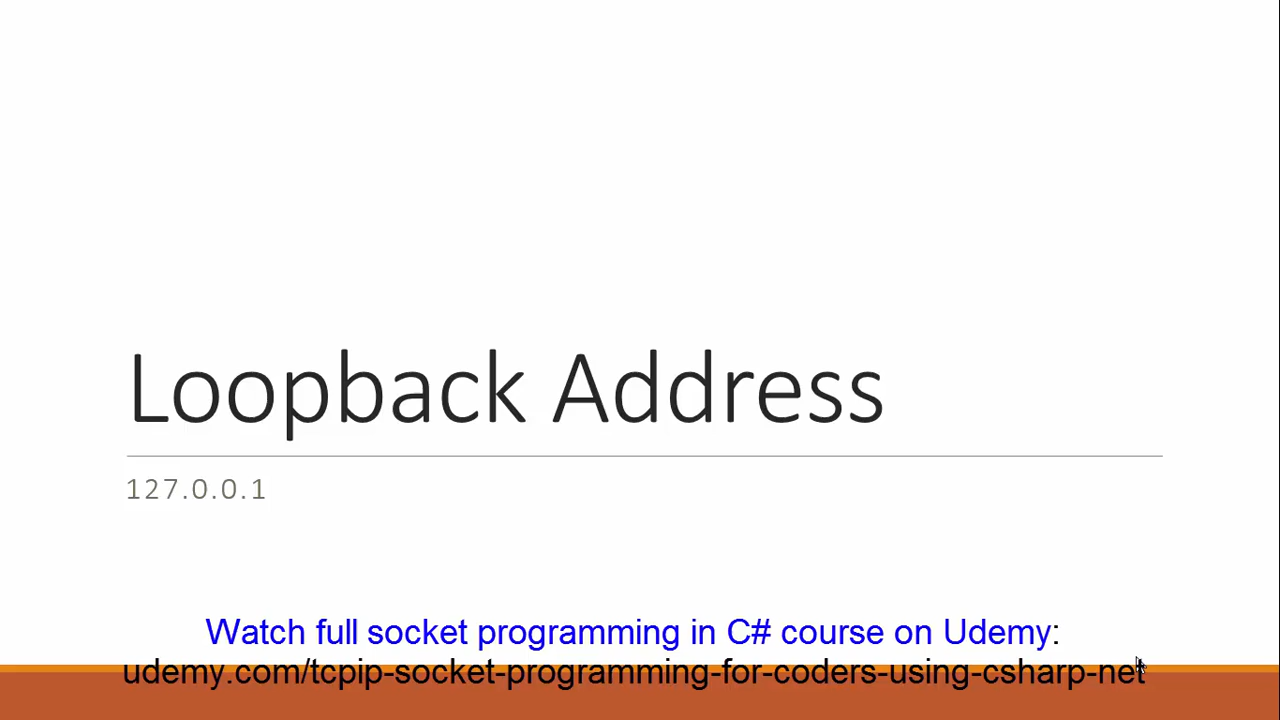 Loopback Address
127.0.0.1
Watch full socket programming in C# course on Udemy:
udemy.com/tcpip-socket-programming-for-coders-using-csharp-net